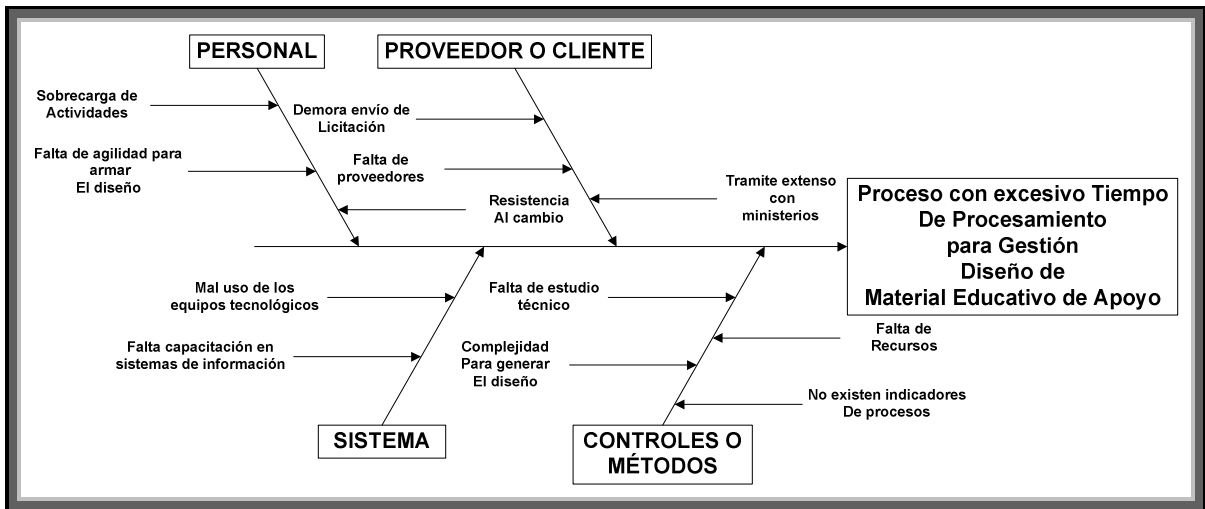 PERSONAL
PROVEEDOR O CLIENTE
Sobrecarga de
Actividades
Demora envío de
Licitación
Falta de agilidad para
armar
El diseño
Falta de
proveedores
Resistencia
Al cambio
Tramite extenso
con
ministerios
Proceso con excesivo Tiempo
De Procesamiento
para Gestión
Diseño de
Material Educativo de Apoyo
Mal uso de los
equipos tecnológicos
Falta de estudio
técnico
Falta capacitación en
sistemas de información
Complejidad
Para generar
El diseño
Falta de
Recursos
No existen indicadores
De procesos
SISTEMA
CONTROLES O
MÉTODOS